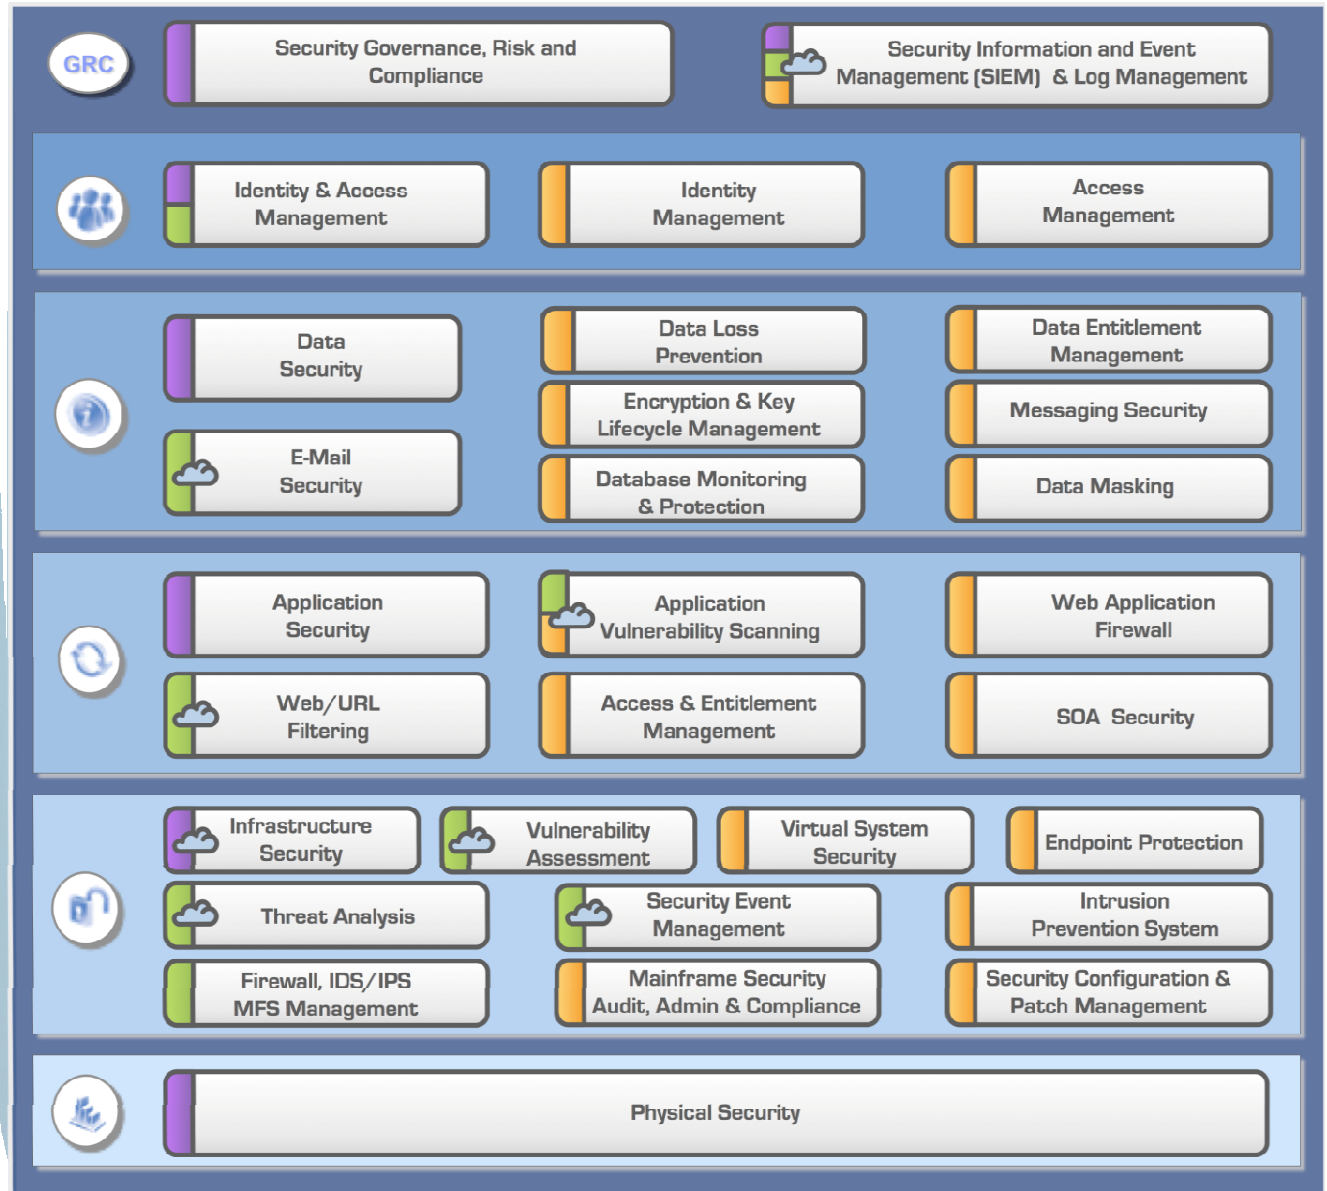 GRC
Security Governance, Risk and
Compliance
Security Information and Event
Management (SIEM) & Log Management
Identity & Access
Management
Identity
Management
Access
Management
Data
Security
Data Loss
Prevention
Data Entitlement
Management
Encryption & Key
Lifecycle Management
Messaging Security
E-Mail
Security
Database Monitoring
& Protection
Data Masking
Application
Security
Application
Vulnerability Scanning
Web Application
Firewall
Web/URL
Filtering
Access & Entitlement
Management
SOA Security
Infrastructure
Security
Vulnerability
Assessment
Virtual System
Security
Endpoint Protection
Threat Analysis
Security Event
Management
Intrusion
Prevention System
Firewall, IDS/IPS
MFS Management
Mainframe Security
Audit, Admin & Compliance
Security Configuration &
Patch Management
Physical Security